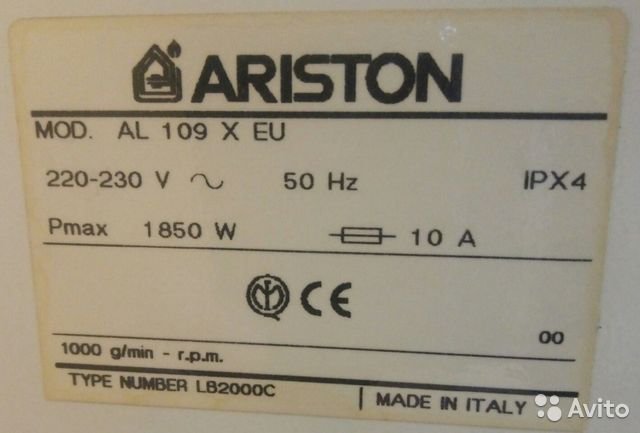 ARISTON
MOD. AL 109 X EU
220-230 V ~ 50 Hz IPX4
Pmax 1850 W 10 A
CE
00
1000 g/min - r.p.m.
TYPE NUMBER LB2000C MADE IN ITALY
Avito